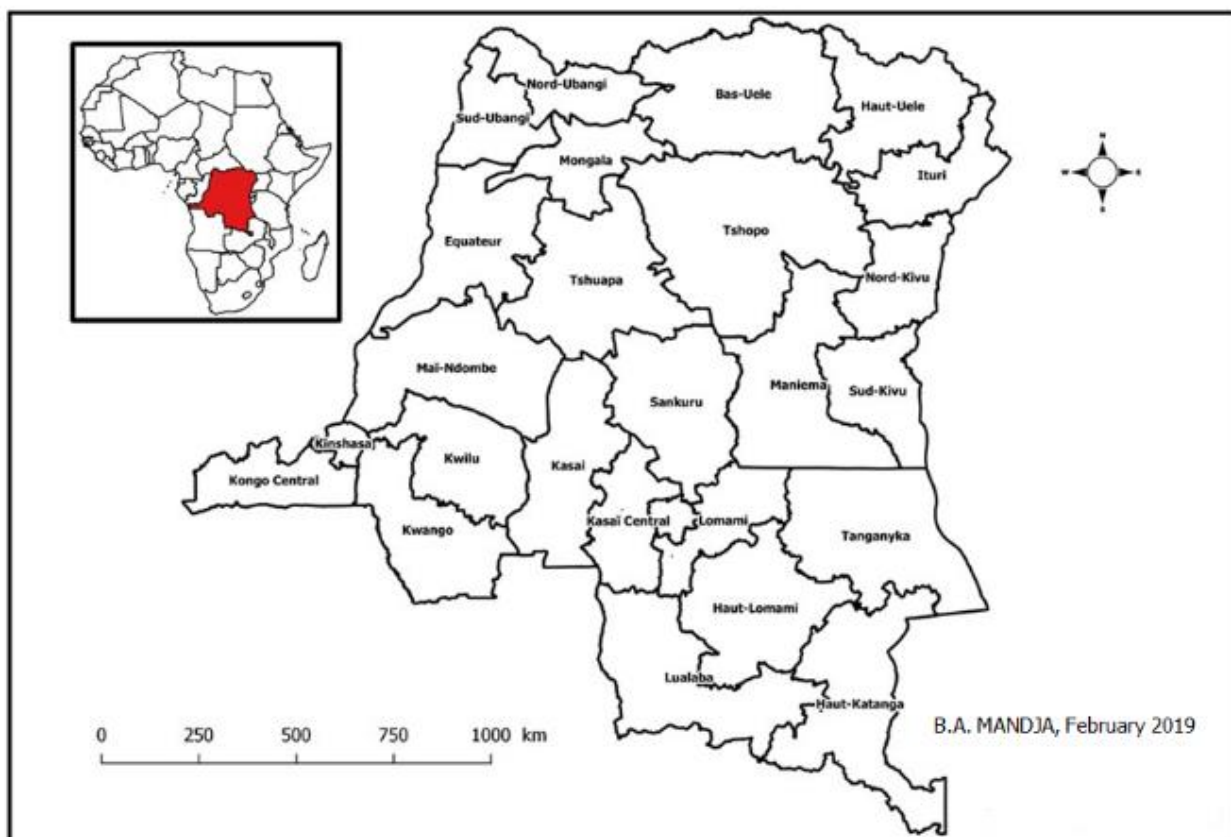 Nord-Ubangi
Bas-Uele
Haut-Uele
Sud-Ubangi
Mongala
N
W E
S
Ituri
Tshopo
Equateur
Tshuapa
Nord-Kivu
Maï-Ndombe
Maniema
Sud-Kivu
Sankuru
Kinshasa
Kwilu
Kasai
Kongo Central
Kasaï Central
Lomami
Kwango
Tanganyka
Haut-Lomami
Lualaba
Haut-Katanga
B.A. MANDJA, February 2019
0 250 500 750 1000 km